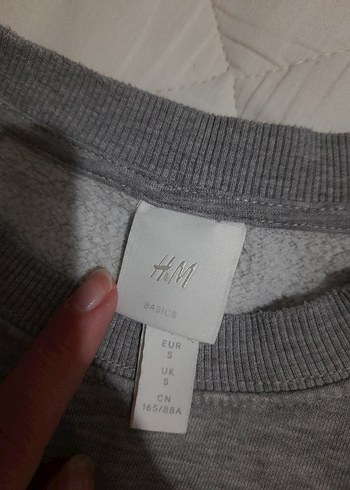 H&M
BASICS
EUR
S
UK
S
CN
165/88A